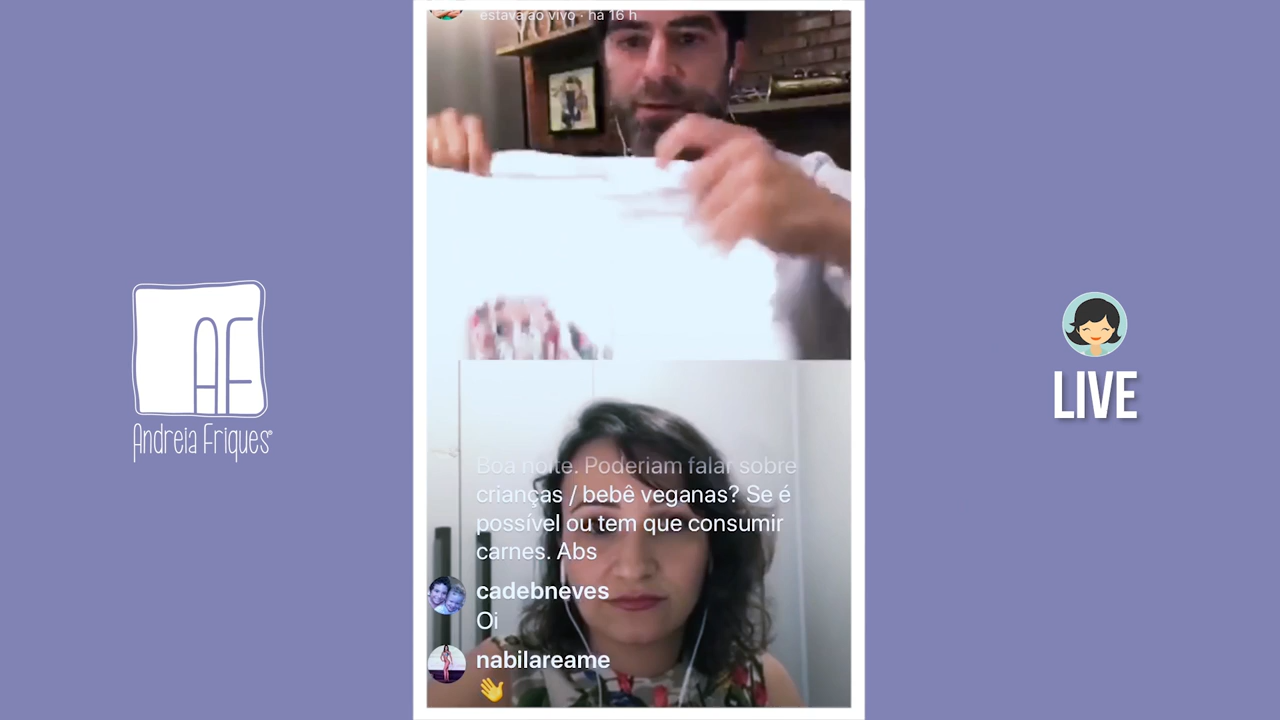 estava ao vivo · há 16 h
Boa noite. Poderiam falar sobre
crianças / bebê veganas? Se é
possível ou tem que consumir
carnes. Abs
cadebneves
Oi
nabilareame
👋
AF
Andreia Friques®
LIVE